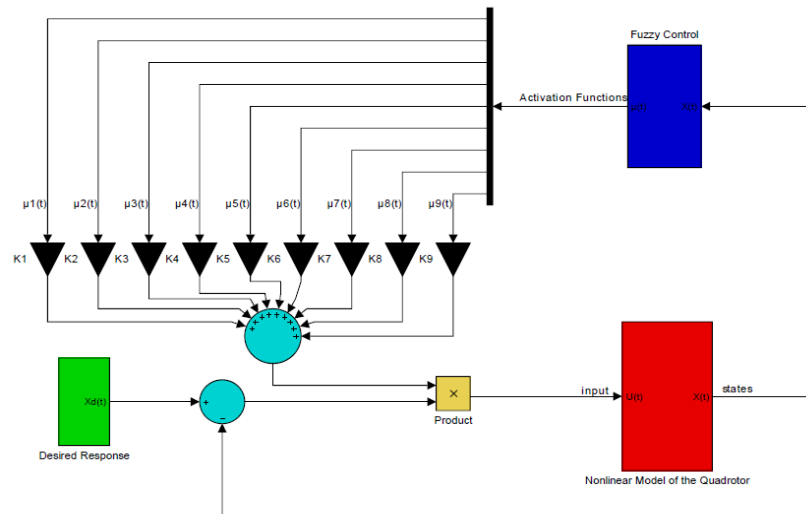 Fuzzy Control
Activation Functions
μ(t)
X(t)
μ1(t)
μ2(t)
μ3(t)
μ4(t)
μ5(t)
μ6(t)
μ7(t)
μ8(t)
μ9(t)
K1
K2
K3
K4
K5
K6
K7
K8
K9
+
+
+
+
+
+
+
+
+
Xd(t)
Desired Response
+
−
×
Product
input
U(t)
X(t)
states
Nonlinear Model of the Quadrotor